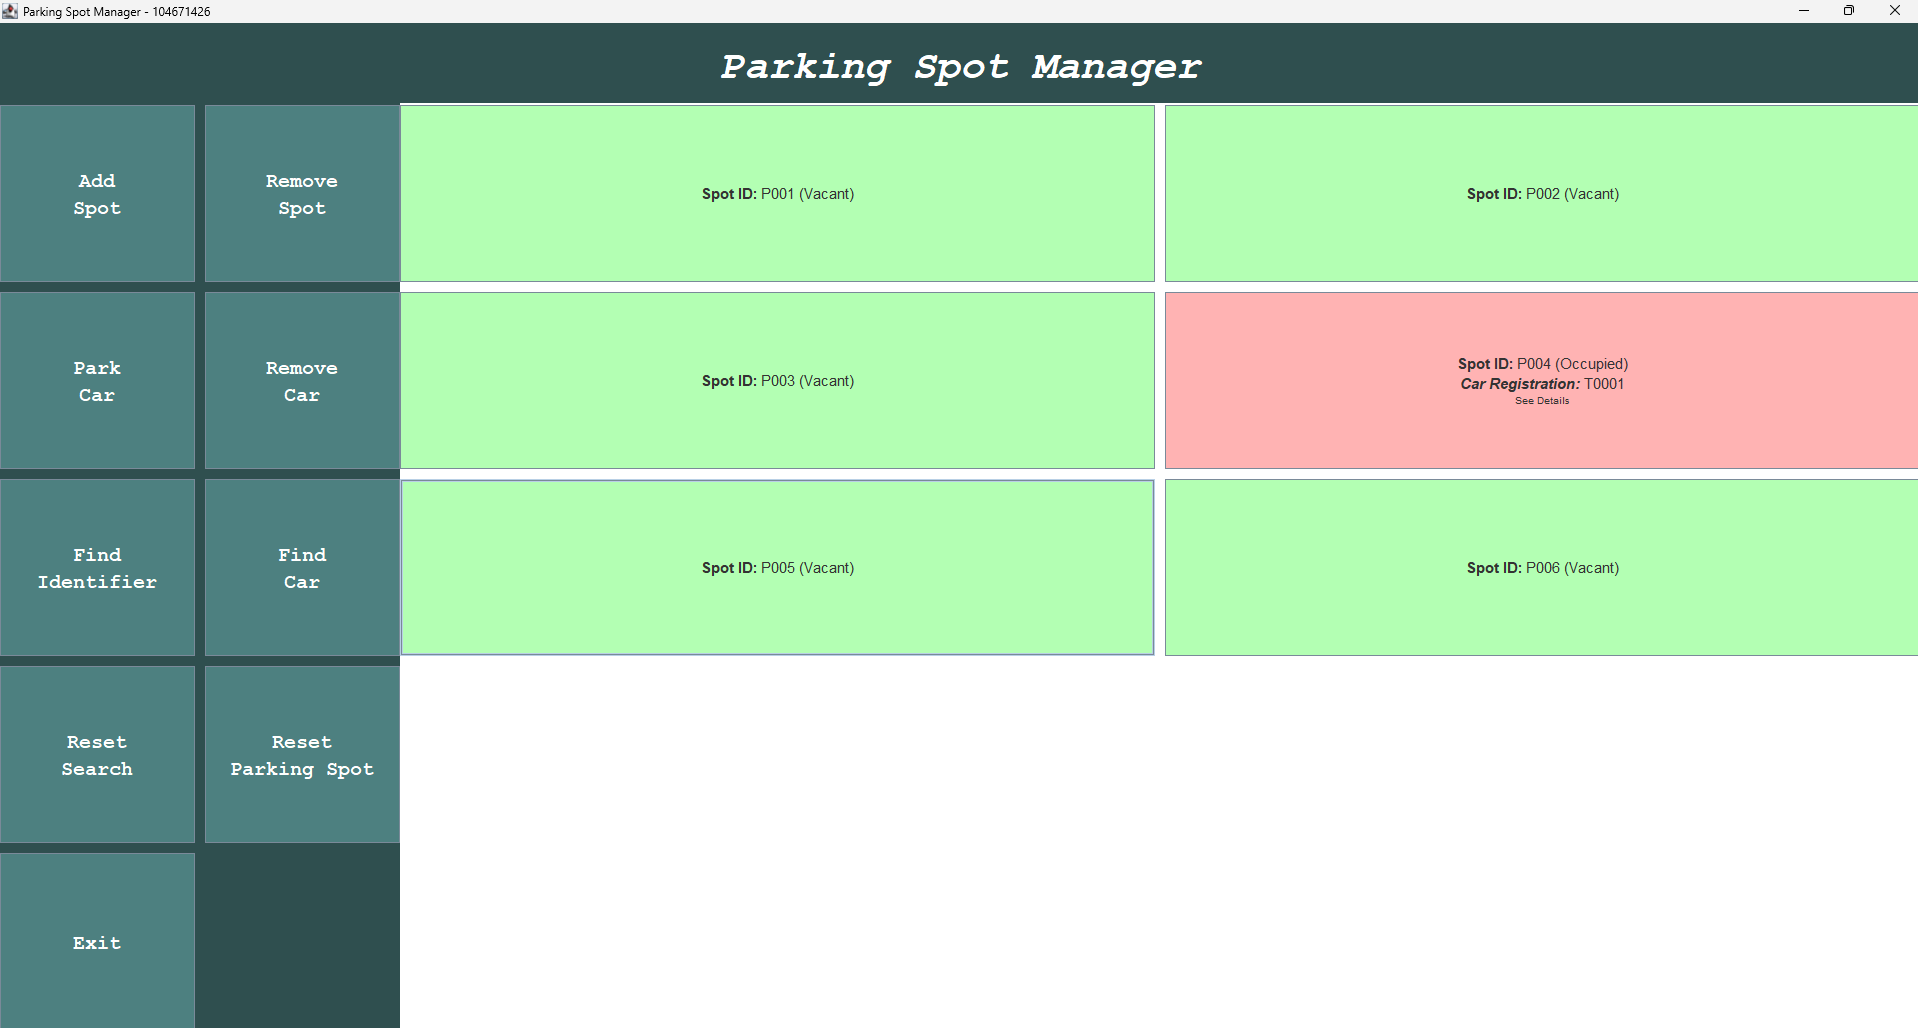 Parking Spot Manager - 104671426
Parking Spot Manager
Add
Spot
Remove
Spot
Spot ID: P001 (Vacant)
Spot ID: P002 (Vacant)
Park
Car
Remove
Car
Spot ID: P003 (Vacant)
Spot ID: P004 (Occupied)
Car Registration: T0001
See Details
Find
Identifier
Find
Car
Spot ID: P005 (Vacant)
Spot ID: P006 (Vacant)
Reset
Search
Reset
Parking Spot
Exit